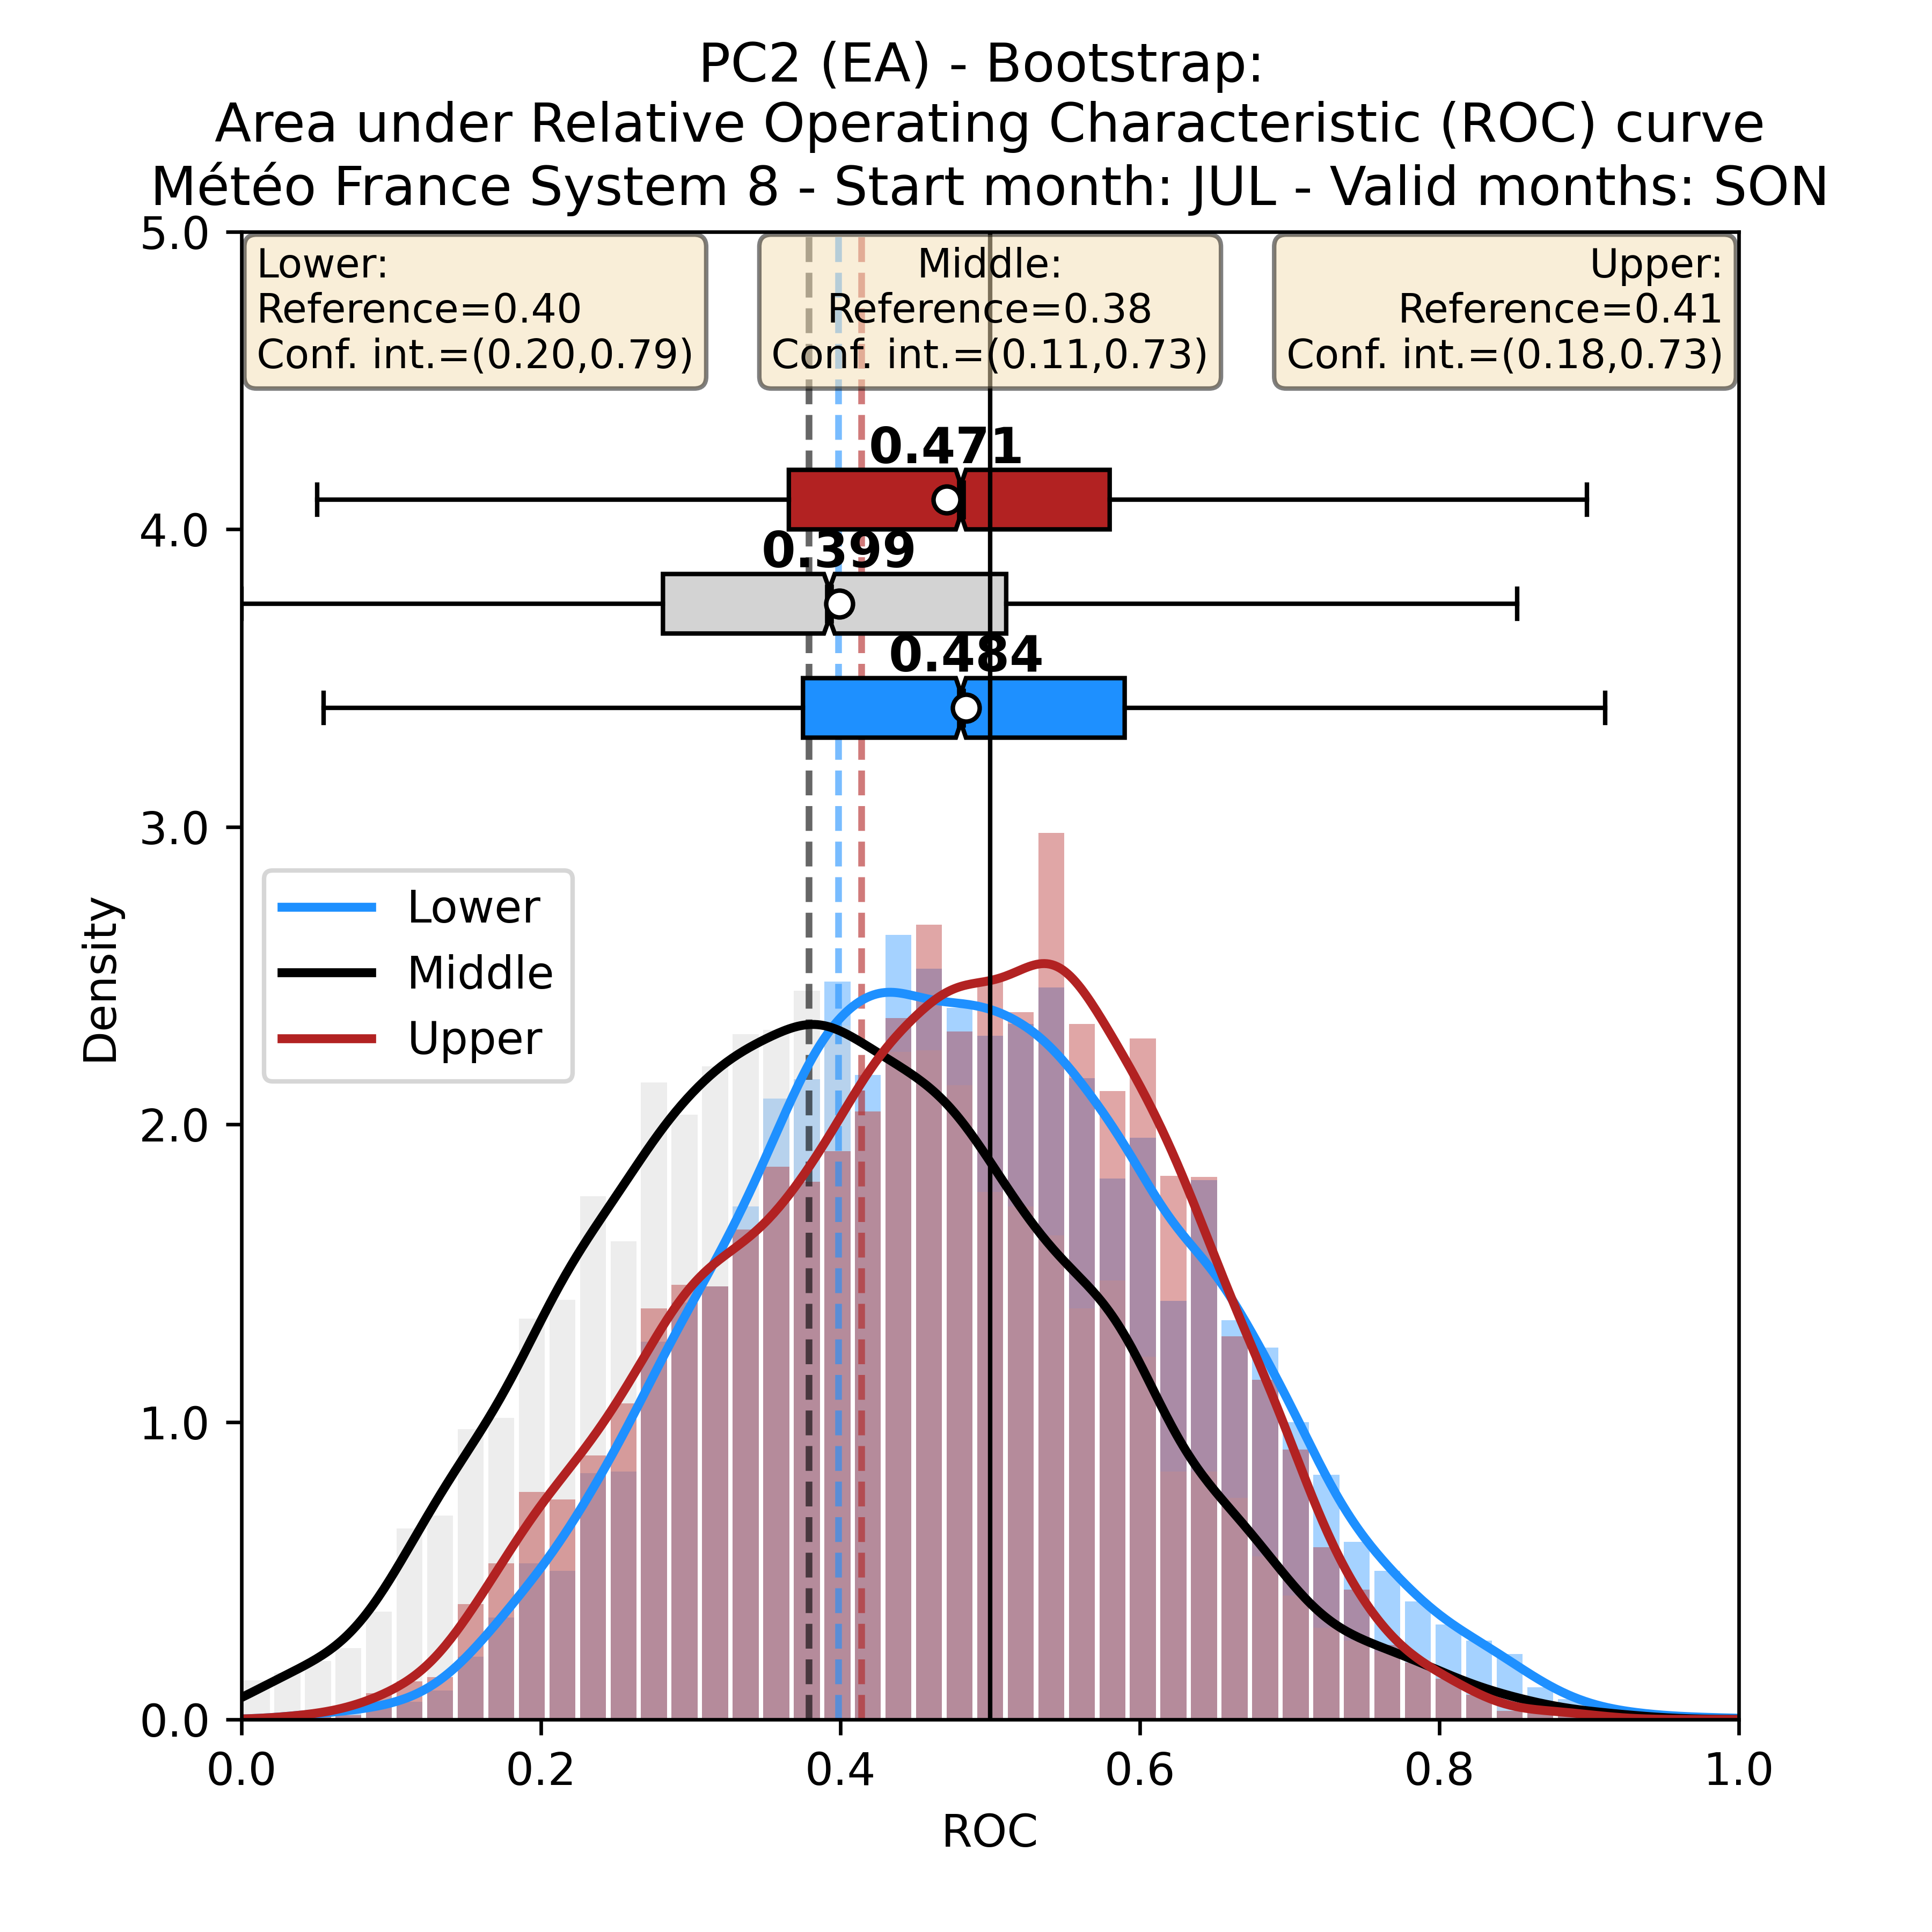 PC2 (EA) - Bootstrap:
Area under Relative Operating Characteristic (ROC) curve
Météo France System 8 - Start month: JUL - Valid months: SON
Lower:
Reference=0.40
Conf. int.=(0.20,0.79)
Middle:
Reference=0.38
Conf. int.=(0.11,0.73)
Upper:
Reference=0.41
Conf. int.=(0.18,0.73)
0.471
0.399
0.484
Lower
Middle
Upper
Density
5.0
4.0
3.0
2.0
1.0
0.0
0.0 0.2 0.4 0.6 0.8 1.0
ROC